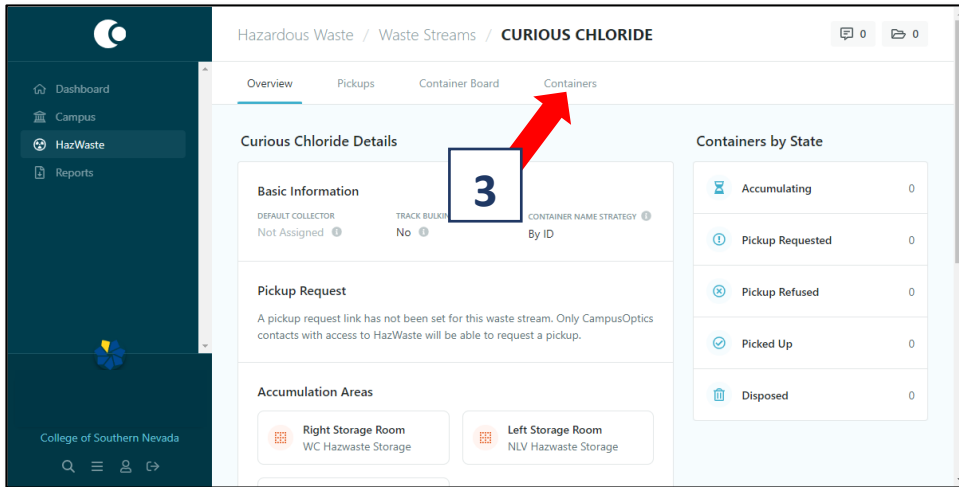 Hazardous Waste / Waste Streams / CURIOUS CHLORIDE
0
0
Dashboard
Campus
HazWaste
Reports
College of Southern Nevada
Overview Pickups Container Board Containers
3
Curious Chloride Details
Basic Information
DEFAULT COLLECTOR TRACK CONTAINER NAME STRATEGY
Not Assigned No By ID
Pickup Request
A pickup request link has not been set for this waste stream. Only CampusOptics
contacts with access to HazWaste will be able to request a pickup.
Accumulation Areas
Right Storage Room
WC Hazwaste Storage
Left Storage Room
NLV Hazwaste Storage
Containers by State
Accumulating 0
Pickup Requested 0
Pickup Refused 0
Picked Up 0
Disposed 0